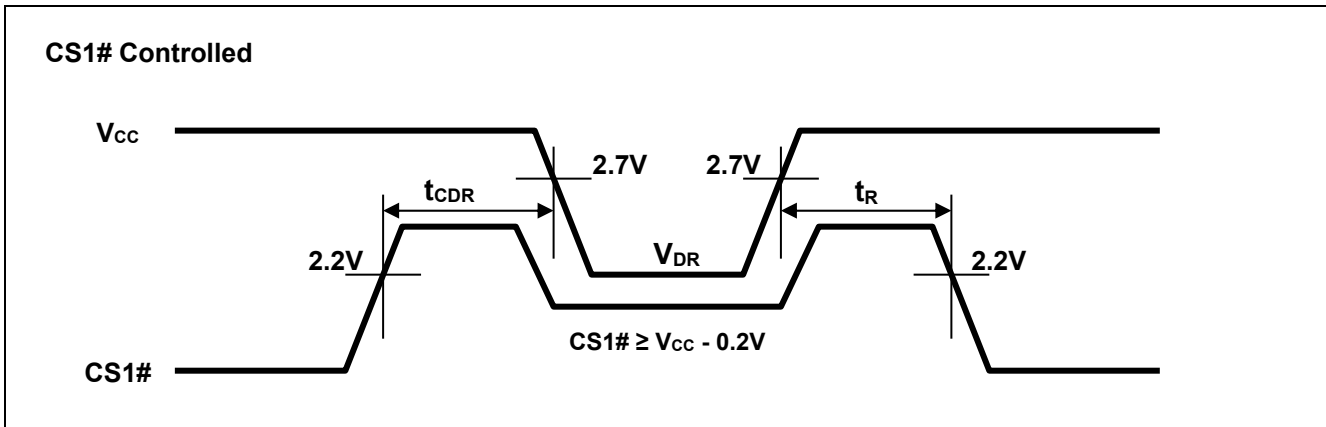 CS1# Controlled
VCC
2.7V
2.7V
tCDR
tR
2.2V
VDR
2.2V
CS1# ≥ VCC - 0.2V
CS1#